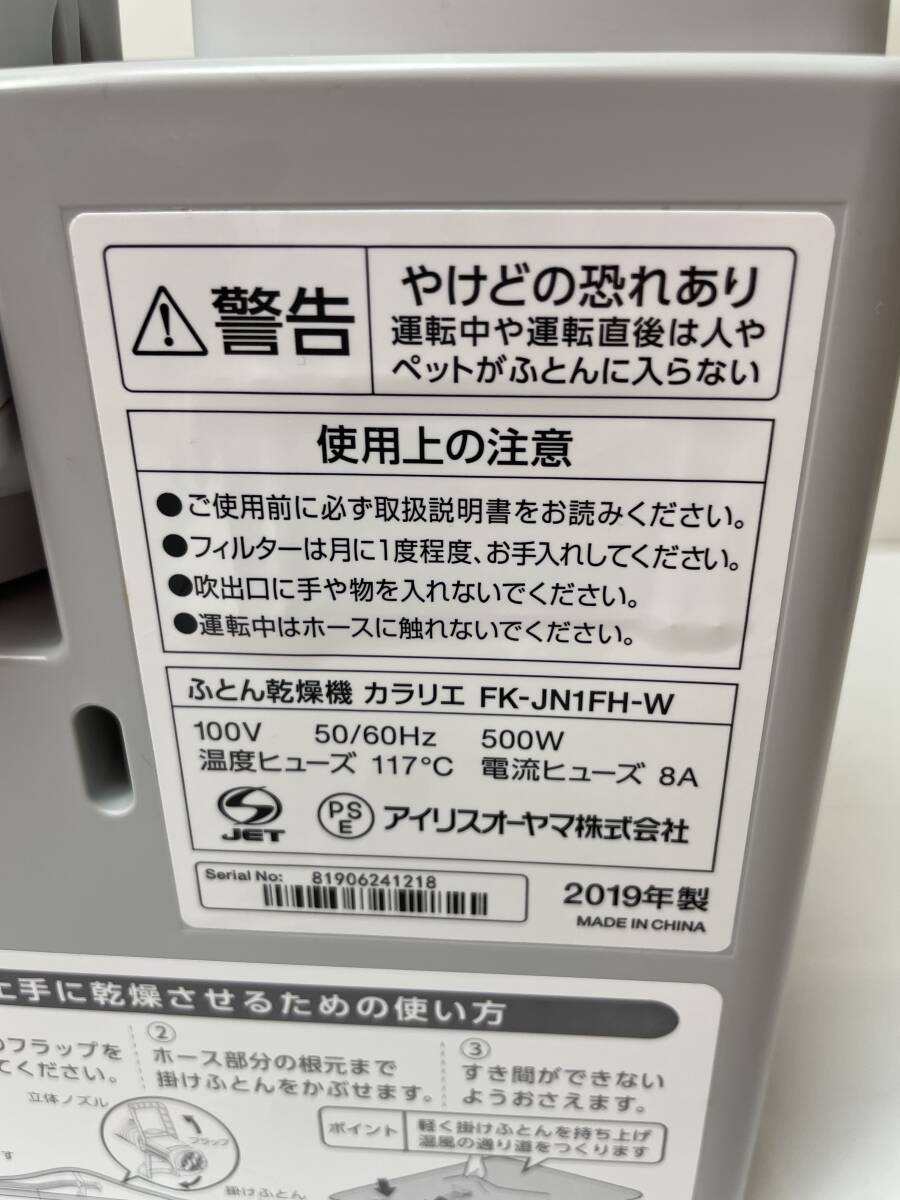 警告
やけどの恐れあり
運転中や運転直後は人や
ペットがふとんに入らない
使用上の注意
●ご使用前に必ず取扱説明書をお読みください。
●フィルターは月に1度程度、お手入れしてください。
●吹出口に手や物を入れないでください。
●運転中はホースに触れないでください。
ふとん乾燥機 カラリエ FK-JN1FH-W
100V 50/60Hz 500W
温度ヒューズ 117℃ 電流ヒューズ 8A
JET PSE アイリスオーヤマ株式会社
Serial No: 81906241218
2019年製
MADE IN CHINA
上手に乾燥させるための使い方
のフラップを
てください。
立体ノズル
フラップ
す
②
ホース部分の根元まで
掛けふとんをかぶせます。
掛けふとん
③
すき間ができない
ようおさえます。
ポイント
軽く掛けふとんを持ち上げ
温風の通り道をつくります